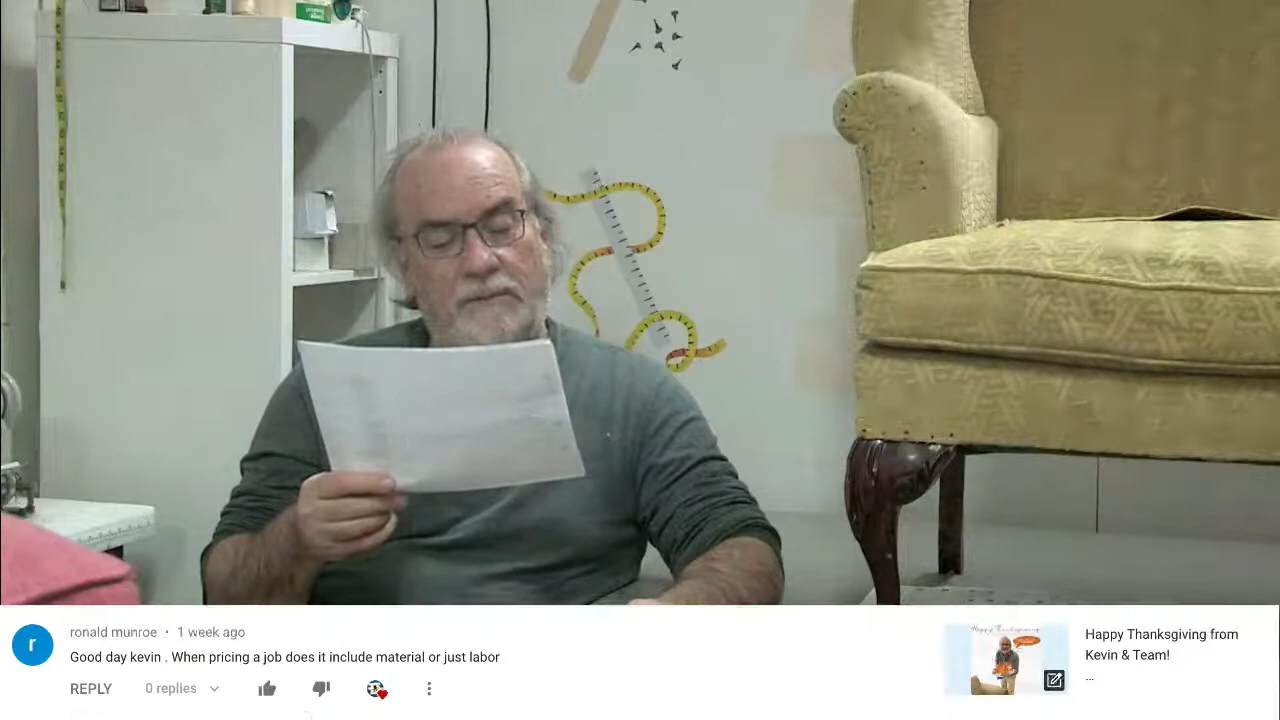 ronald munroe • 1 week ago
Good day kevin . When pricing a job does it include material or just labor
REPLY 0 replies
r
Happy Thanksgiving from
Kevin & Team!
...